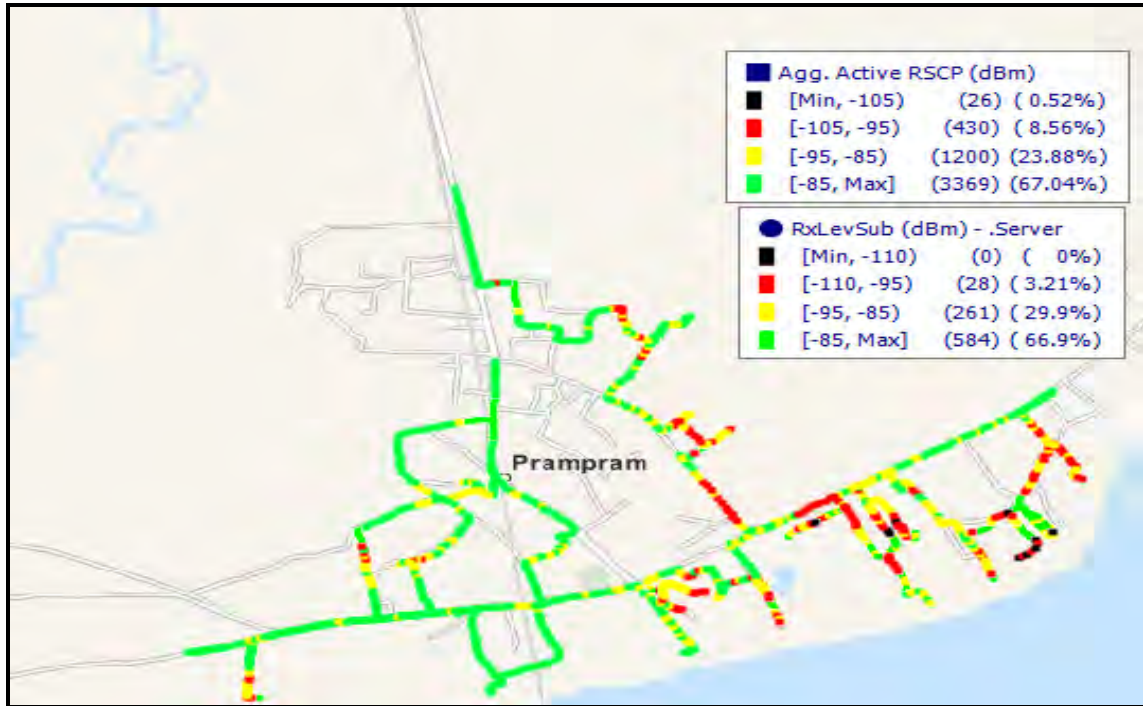 Agg. Active RSCP (dBm)
[Min, -105) (26) ( 0.52%)
[-105, -95) (430) ( 8.56%)
[-95, -85) (1200) (23.88%)
[-85, Max] (3369) (67.04%)
RxLevSub (dBm) - .Server
[Min, -110) (0) ( 0%)
[-110, -95) (28) ( 3.21%)
[-95, -85) (261) ( 29.9%)
[-85, Max] (584) ( 66.9%)
Prampram